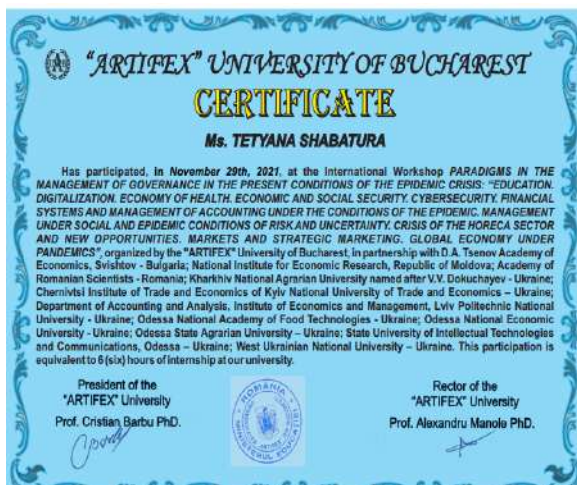 "ARTIFEX" UNIVERSITY OF BUCHAREST
CERTIFICATE
Ms. TETYANA SHABATURA
Has participated, in November 29th, 2021, at the International Workshop PARADIGMS IN THE
MANAGEMENT OF GOVERNANCE IN THE PRESENT CONDITIONS OF THE EPIDEMIC CRISIS: "EDUCATION.
DIGITALIZATION. ECONOMY OF HEALTH. ECONOMIC AND SOCIAL SECURITY. CYBERSECURITY. FINANCIAL
SYSTEMS AND MANAGEMENT OF ACCOUNTING UNDER THE CONDITIONS OF THE EPIDEMIC. MANAGEMENT
UNDER SOCIAL AND EPIDEMIC CONDITIONS OF RISK AND UNCERTAINTY. CRISIS OF THE HORECA SECTOR
AND NEW OPPORTUNITIES. MARKETS AND STRATEGIC MARKETING. GLOBAL ECONOMY UNDER
PANDEMICS", organized by the "ARTIFEX" University of Bucharest, in partnership with D.A. Tsenov Academy of
Economics, Svishtov - Bulgaria; National Institute for Economic Research, Republic of Moldova; Academy of
Romanian Scientists - Romania; Kharkhiv National Agrarian University named after V.V. Dokuchayev - Ukraine;
Chernivtsi Institute of Trade and Economics of Kyiv National University of Trade and Economics – Ukraine;
Department of Accounting and Analysis, Institute of Economics and Management, Lviv Politechnic National
University - Ukraine; Odessa National Academy of Food Technologies - Ukraine; Odessa National Economic
University - Ukraine; Odessa State Agrarian University – Ukraine; State University of Intellectual Technologies
and Communications, Odessa – Ukraine; West Ukrainian National University – Ukraine. This participation is
equivalent to 6 (six) hours of internship at our university.
President of the
"ARTIFEX" University
Prof. Cristian Barbu PhD.
ROMANIA
Rector of the
"ARTIFEX" University
Prof. Alexandru Manole PhD.